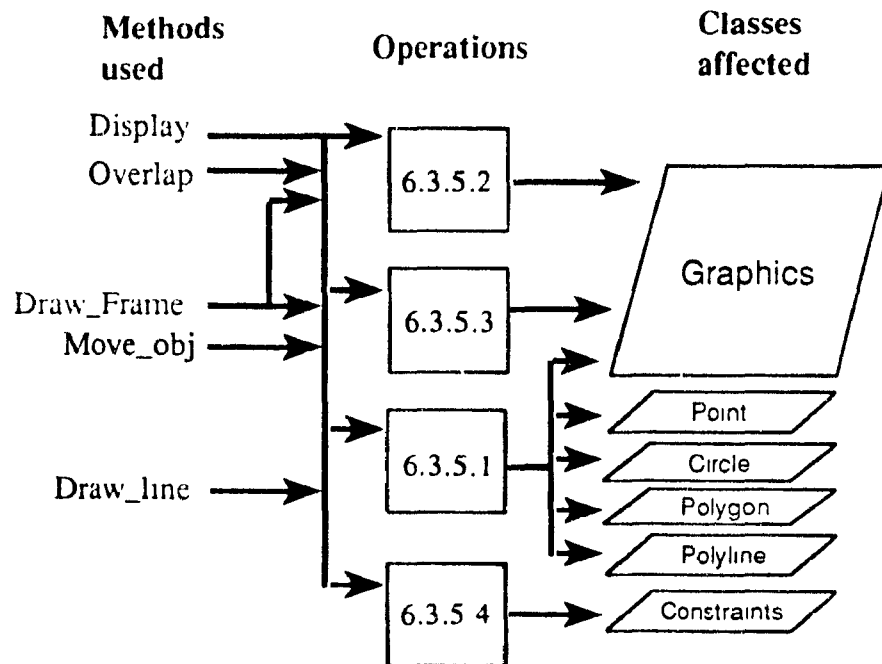 Methods
used
Operations
Classes
affected
Display
Overlap
Draw_Frame
Move_obj
Draw_line
6.3.5.2
6.3.5.3
6.3.5.1
6.3.5 4
Graphics
Point
Circle
Polygon
Polyline
Constraints